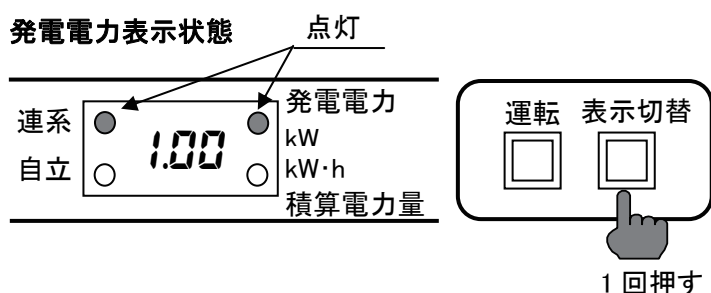 発電電力表示状態
点灯
連系
自立
1.00
発電電力
kW
kW·h
積算電力量
運転
表示切替
1回押す